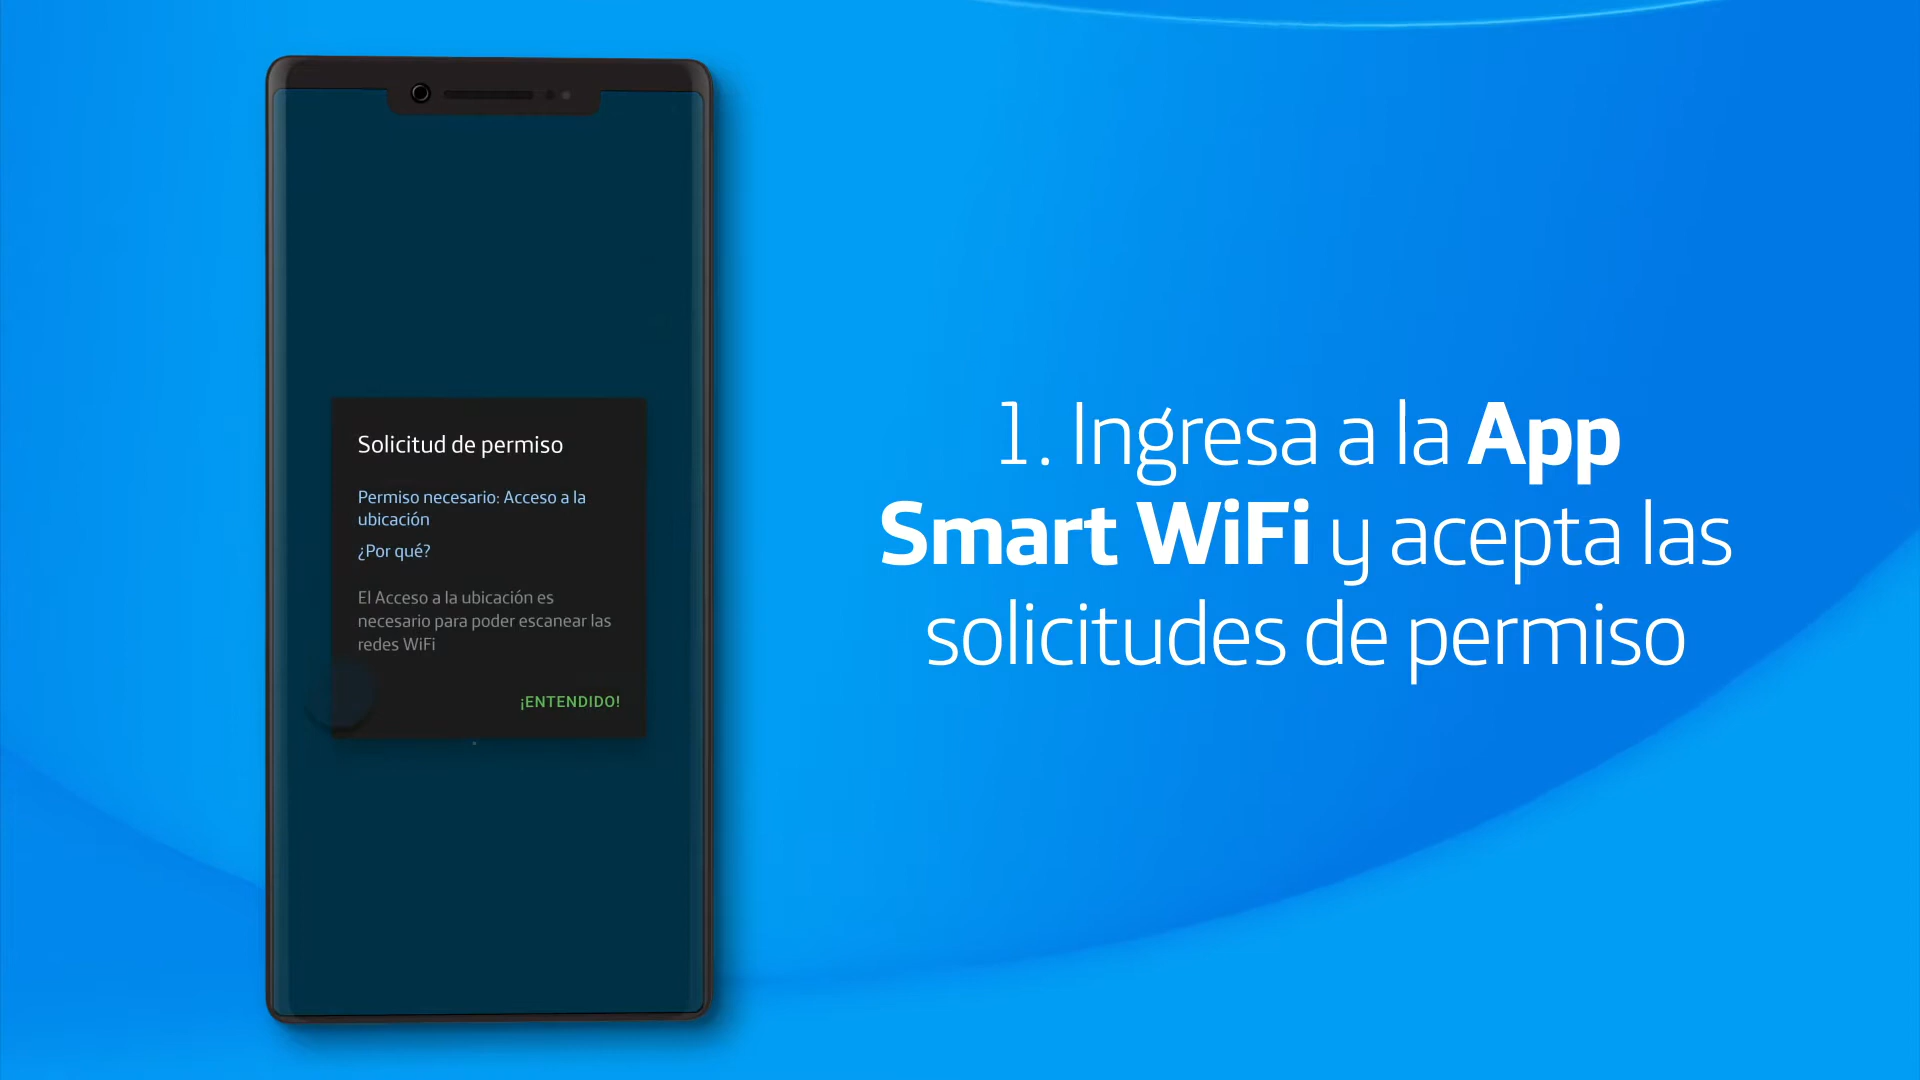 Solicitud de permiso
Permiso necesario: Acceso a la
ubicación
¿Por qué?
El Acceso a la ubicación es
necesario para poder escanear las
redes WiFi
¡ENTENDIDO!
1. Ingresa a la App
Smart WiFi y acepta las
solicitudes de permiso